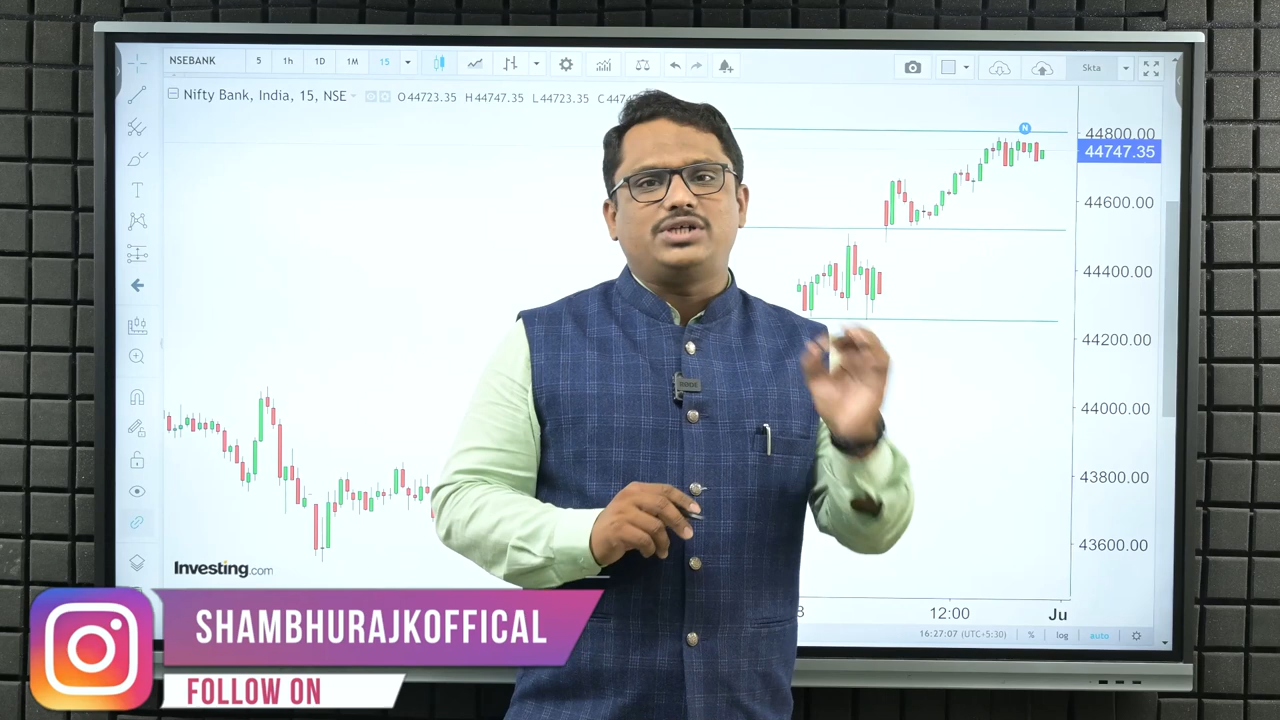 NSEBANK 5 1h 1D 1M 15 Skta
Nifty Bank, India, 15, NSE O44723.35 H44747.35 L44723.35
44800.00
44747.35
44600.00
44400.00
44200.00
44000.00
43800.00
43600.00
N
T
RODE
Investing.com
12:00 Ju
16:27:07 (UTC+5:30) % log auto
SHAMBHURAJKOFFICAL
FOLLOW ON